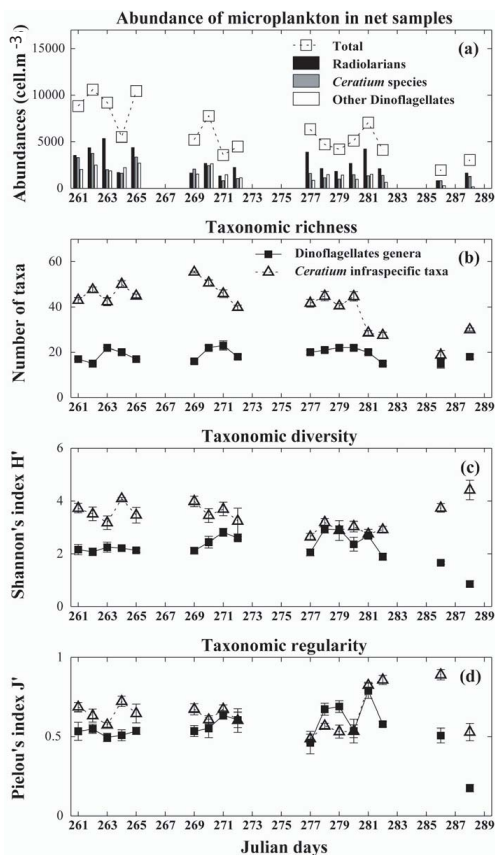 Abundance of microplankton in net samples
(a)
Total
Radiolarians
Ceratium species
Other Dinoflagellates
Abundances (cell.m⁻³)
15000
10000
5000
0
261 263 265 267 269 271 273 275 277 279 281 283 285 287 289
Taxonomic richness
(b)
Dinoflagellates genera
Ceratium infraspecific taxa
Number of taxa
60
40
20
0
261 263 265 267 269 271 273 275 277 279 281 283 285 287 289
Taxonomic diversity
(c)
Shannon's index H'
6
4
2
0
261 263 265 267 269 271 273 275 277 279 281 283 285 287 289
Taxonomic regularity
(d)
Pielou's index J'
1
0.5
0
261 263 265 267 269 271 273 275 277 279 281 283 285 287 289
Julian days